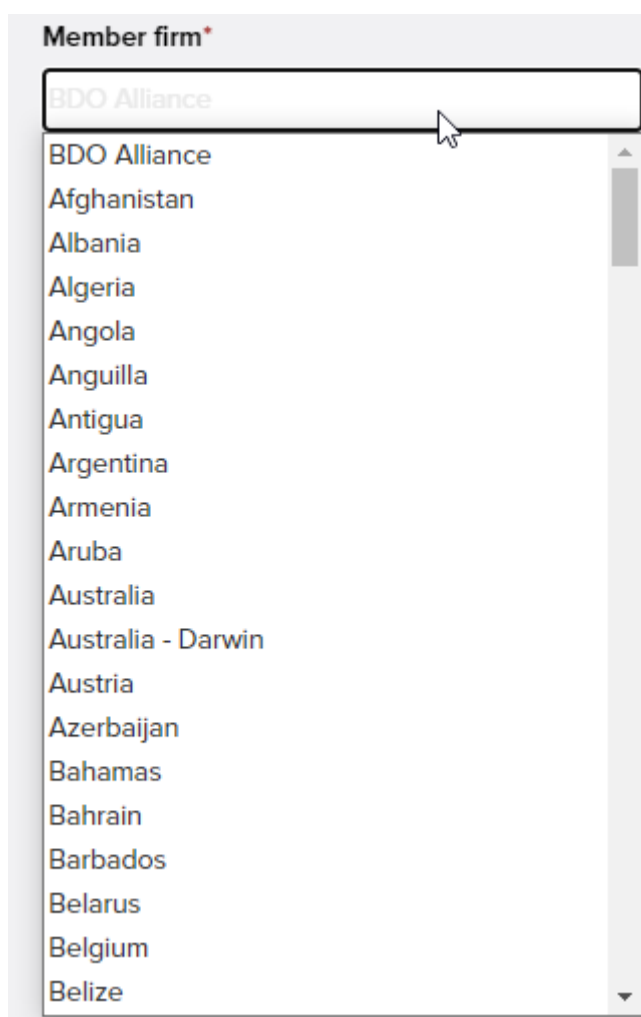 Member firm*
BDO Alliance
BDO Alliance
Afghanistan
Albania
Algeria
Angola
Anguilla
Antigua
Argentina
Armenia
Aruba
Australia
Australia - Darwin
Austria
Azerbaijan
Bahamas
Bahrain
Barbados
Belarus
Belgium
Belize